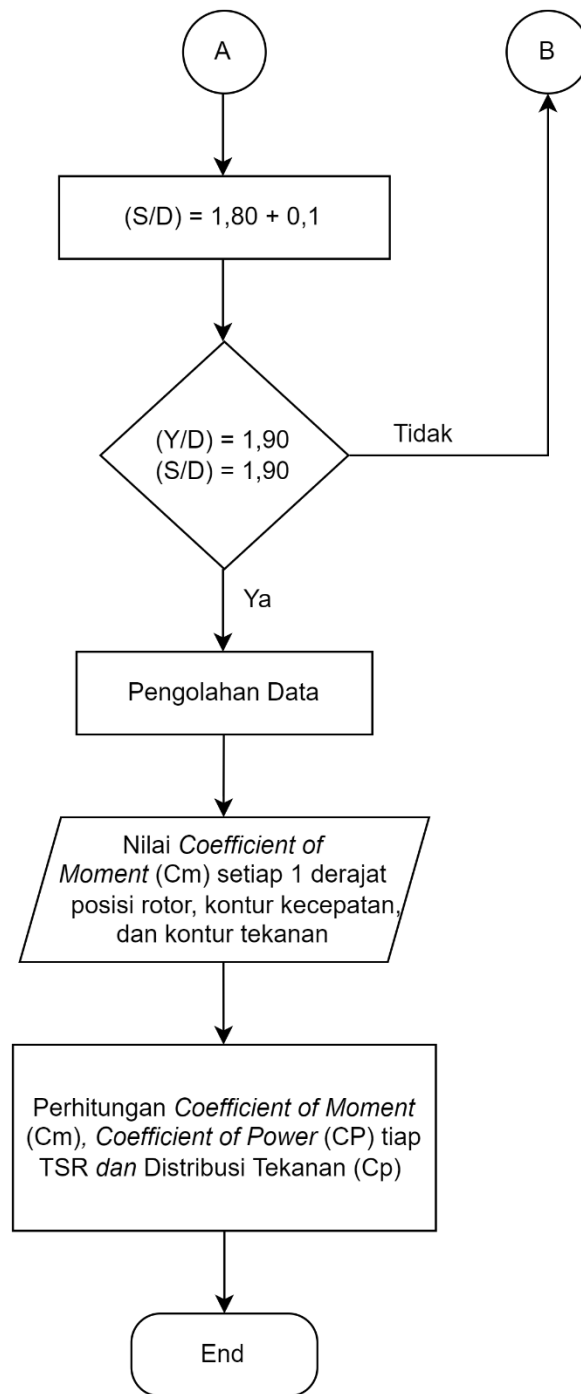 A
B
(S/D) = 1,80 + 0,1
(Y/D) = 1,90
(S/D) = 1,90
Tidak
Ya
Pengolahan Data
Nilai Coefficient of
Moment (Cm) setiap 1 derajat
posisi rotor, kontur kecepatan,
dan kontur tekanan
Perhitungan Coefficient of Moment
(Cm), Coefficient of Power (CP) tiap
TSR dan Distribusi Tekanan (Cp)
End